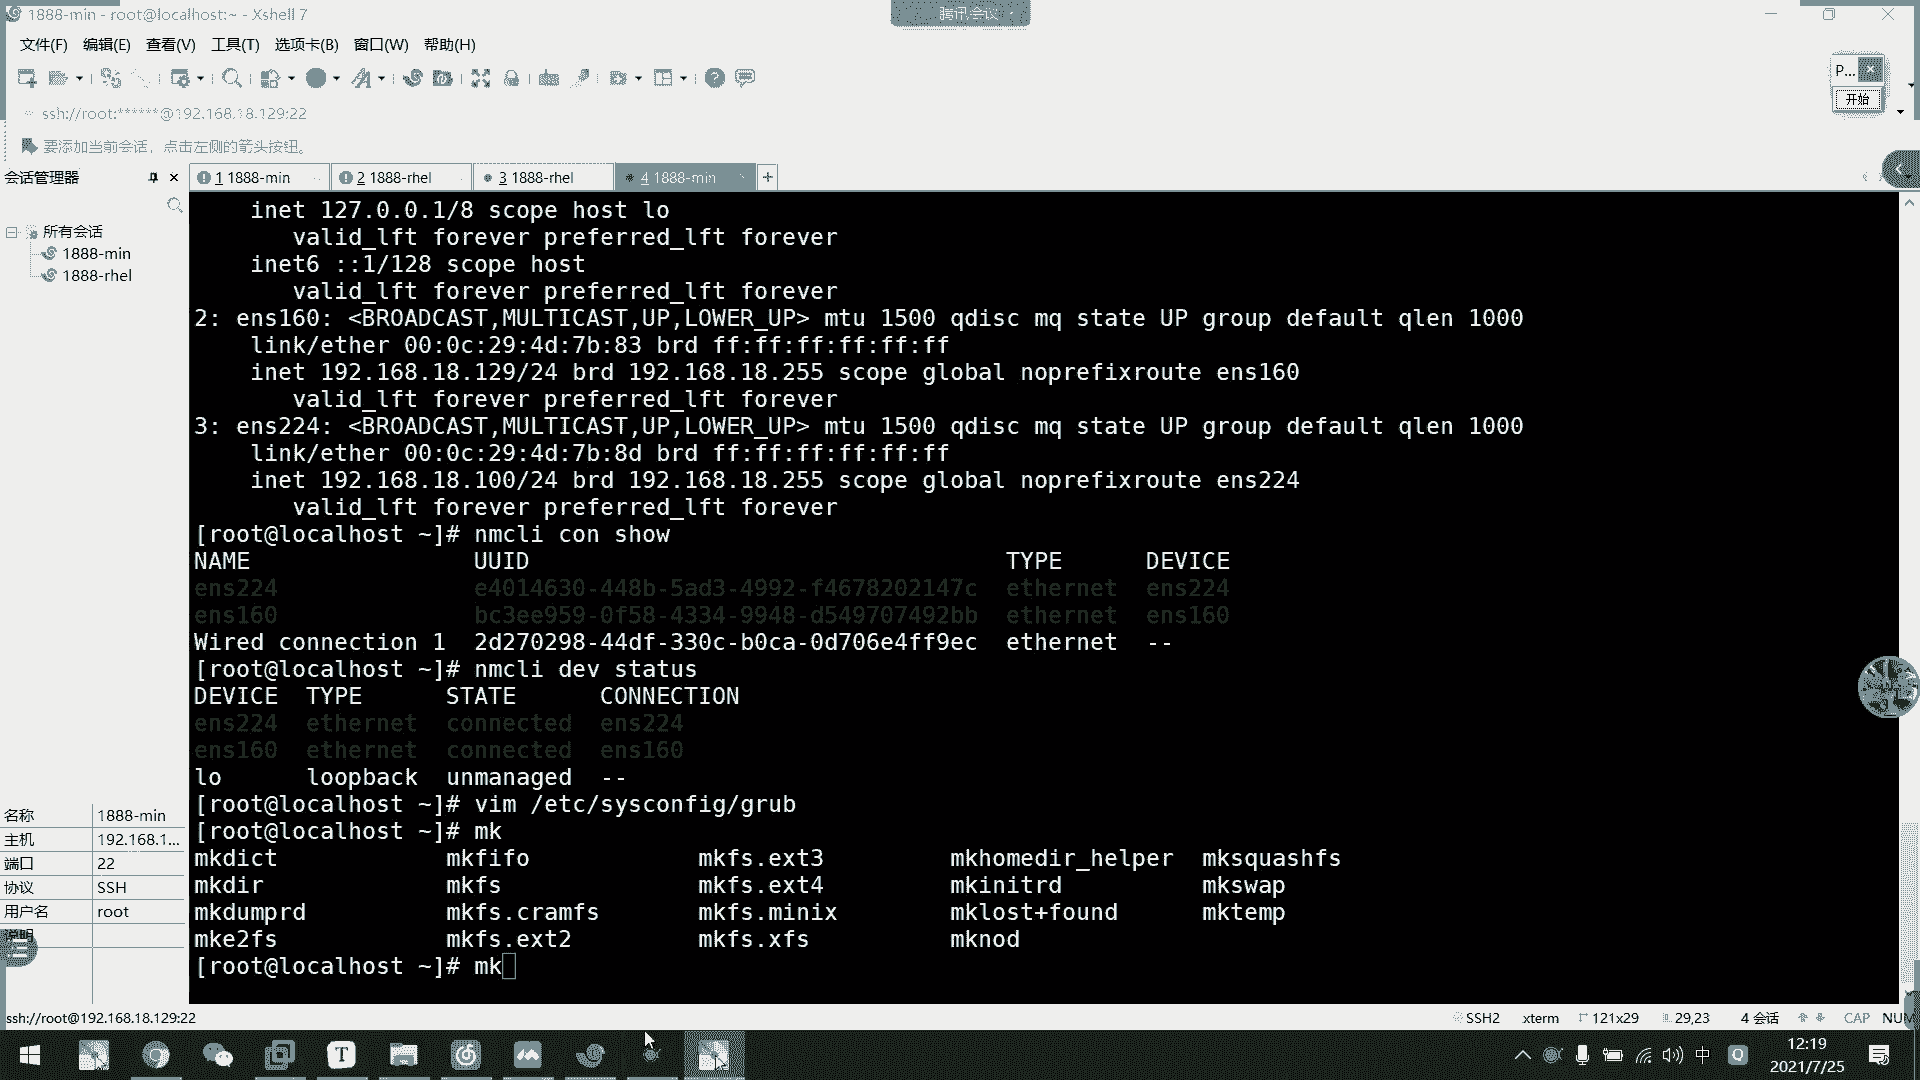 1888-min - root@localhost:~ - Xshell 7
腾讯会议
文件(F) 编辑(E) 查看(V) 工具(T) 选项卡(B) 窗口(W) 帮助(H)
P...
开始
ssh://root:******@192.168.18.129:22
要添加当前会话，点击左侧的箭头按钮。
会话管理器
1 1888-min
2 1888-rhel
3 1888-rhel
4 1888-min
所有会话
1888-min
1888-rhel
inet 127.0.0.1/8 scope host lo
valid_lft forever preferred_lft forever
inet6 ::1/128 scope host
valid_lft forever preferred_lft forever
2: ens160: <BROADCAST,MULTICAST,UP,LOWER_UP> mtu 1500 qdisc mq state UP group default qlen 1000
link/ether 00:0c:29:4d:7b:83 brd ff:ff:ff:ff:ff:ff
inet 192.168.18.129/24 brd 192.168.18.255 scope global noprefixroute ens160
valid_lft forever preferred_lft forever
3: ens224: <BROADCAST,MULTICAST,UP,LOWER_UP> mtu 1500 qdisc mq state UP group default qlen 1000
link/ether 00:0c:29:4d:7b:8d brd ff:ff:ff:ff:ff:ff
inet 192.168.18.100/24 brd 192.168.18.255 scope global noprefixroute ens224
valid_lft forever preferred_lft forever
[root@localhost ~]# nmcli con show
NAME UUID TYPE DEVICE
ens224 e4014630-448b-5ad3-4992-f4678202147c ethernet ens224
ens160 bc3ee959-0f58-4334-9948-d549707492bb ethernet ens160
Wired connection 1 2d270298-44df-330c-b0ca-0d706e4ff9ec ethernet --
[root@localhost ~]# nmcli dev status
DEVICE TYPE STATE CONNECTION
ens224 ethernet connected ens224
ens160 ethernet connected ens160
lo loopback unmanaged --
[root@localhost ~]# vim /etc/sysconfig/grub
[root@localhost ~]# mk
mkdict mkfifo mkfs.ext3 mkhomedir_helper mksquashfs
mkdir mkfs mkfs.ext4 mkinitrd mkswap
mkdumprd mkfs.cramfs mkfs.minix mklost+found mktemp
mke2fs mkfs.ext2 mkfs.xfs mknod
[root@localhost ~]# mk
名称 1888-min
主机 192.168.1...
端口 22
协议 SSH
用户名 root
说明
ssh://root@192.168.18.129:22
SSH2 xterm 121x29 29,23 4 会话 CAP NUM
中
12:19
2021/7/25